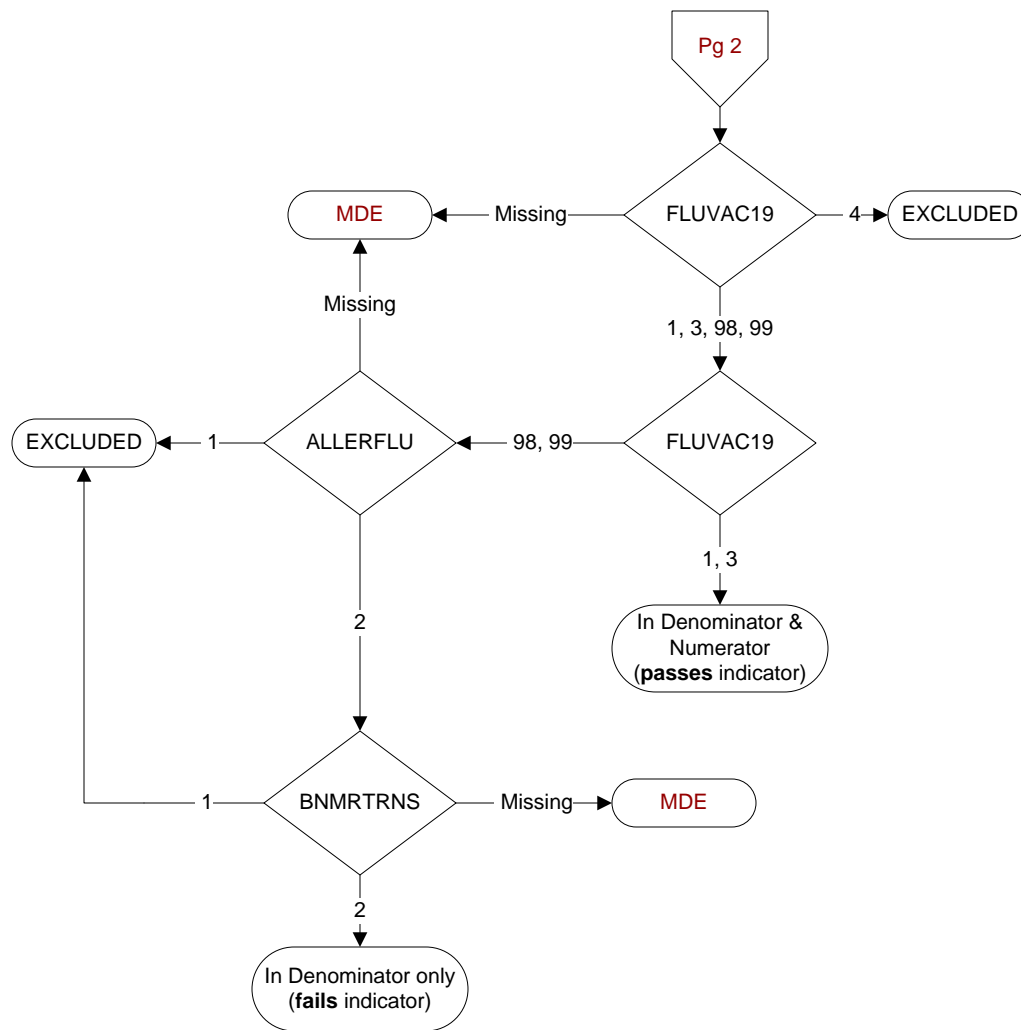 Pg 2
MDE
Missing
FLUVAC19
4
EXCLUDED
Missing
1, 3, 98, 99
EXCLUDED
1
ALLERFLU
98, 99
FLUVAC19
1, 3
2
In Denominator &
Numerator
(passes indicator)
1
BNMRTRNS
Missing
MDE
2
In Denominator only
(fails indicator)